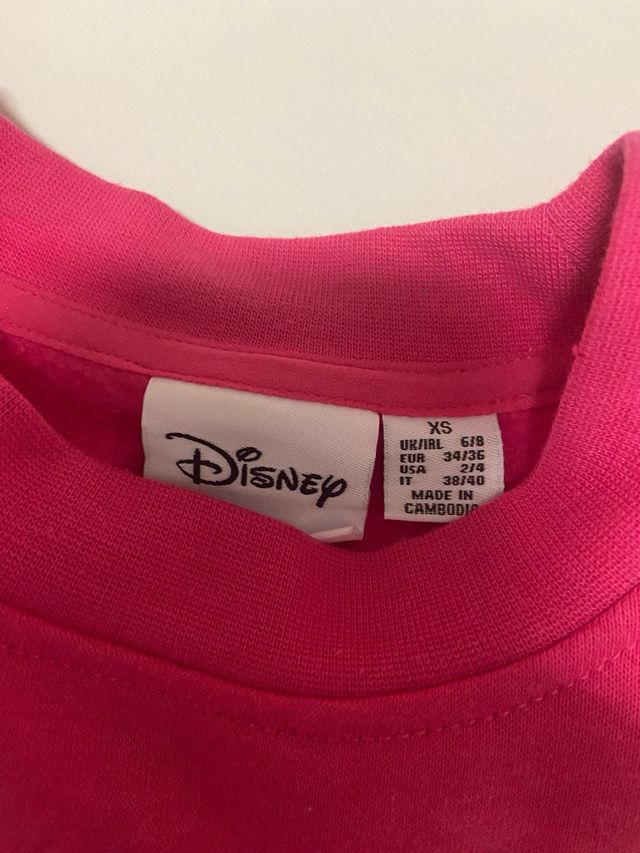 Disney
XS
UK/IRL 6/8
EUR 34/36
USA 2/4
IT 38/40
MADE IN
CAMBODIA